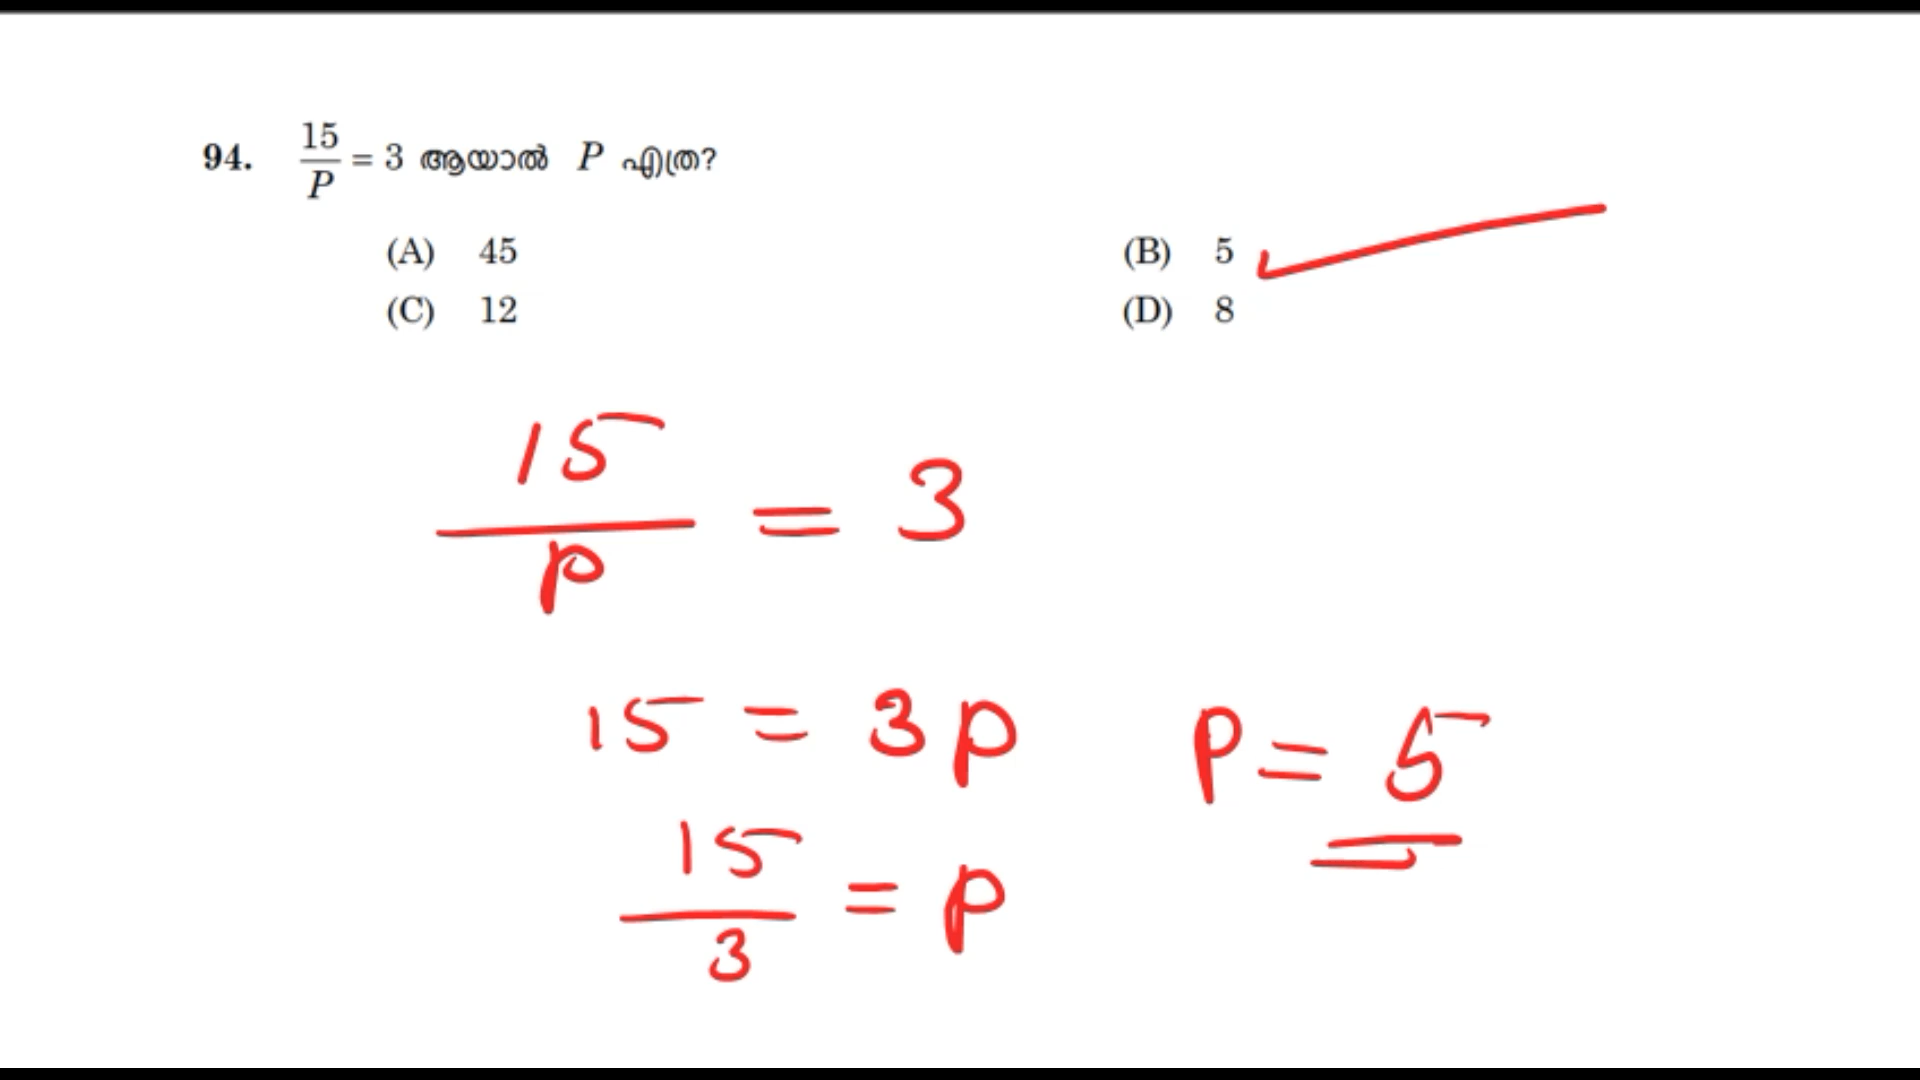 94. 15/P = 3 ആയാൽ P എത്ര?
(A) 45 (B) 5
(C) 12 (D) 8
15/p = 3
15 = 3p p = 5
15/3 = p